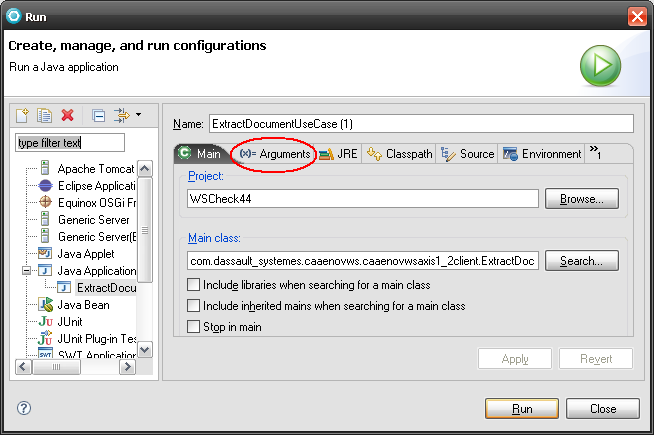 Run
Create, manage, and run configurations
Run a Java application
type filter text
Apache Tomcat
Eclipse Applicatio
Equinox OSGi Fr
Generic Server
Generic Server(E
Java Applet
Java Application
ExtractDocu
Java Bean
JUnit
JUnit Plug-in Tes
SWT Application
Name: ExtractDocumentUseCase (1)
Main (x)= Arguments JRE Classpath Source Environment »1
Project:
WSCheck44 Browse...
Main class:
com.dassault_systemes.caaenovws.caaenovwsaxis1_2client.ExtractDoc Search...
Include libraries when searching for a main class
Include inherited mains when searching for a main class
Stop in main
Apply Revert
Run Close